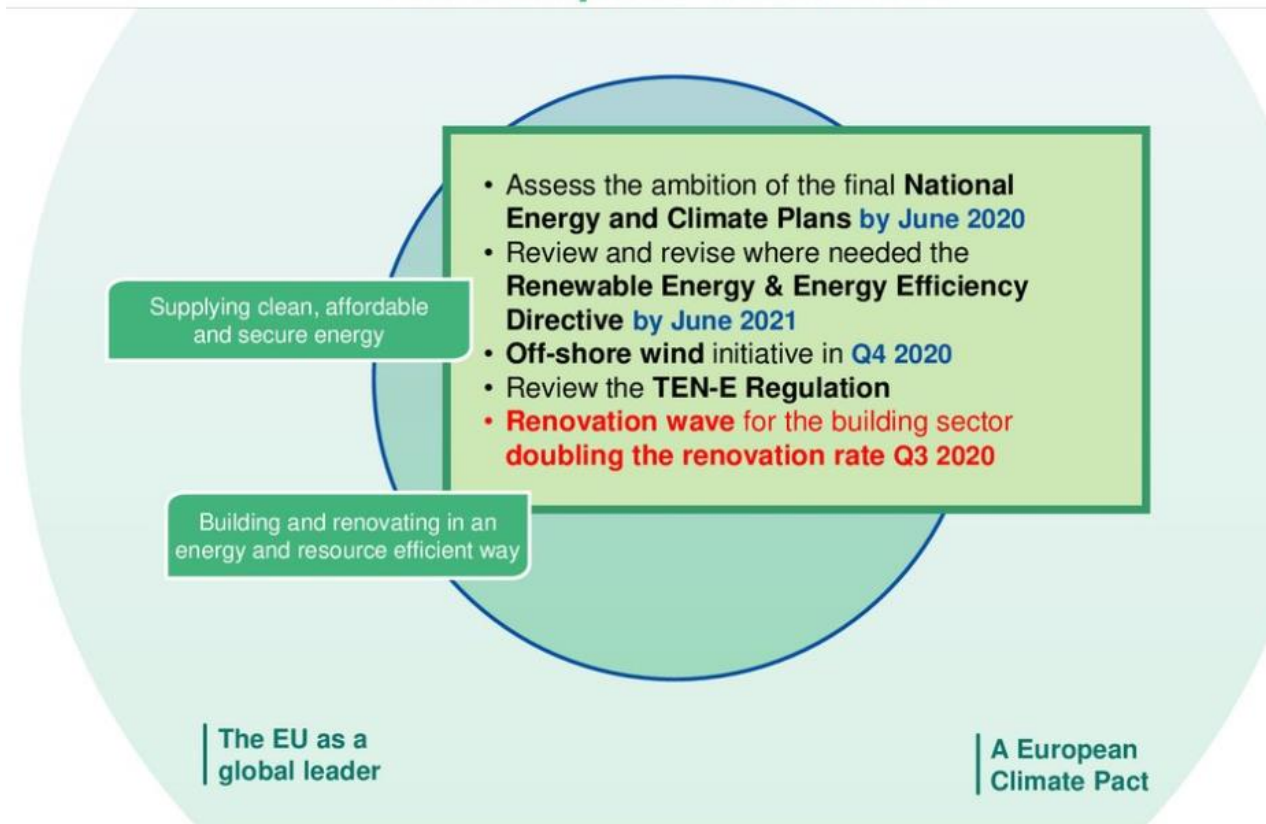 • Assess the ambition of the final National
Energy and Climate Plans by June 2020
• Review and revise where needed the
Renewable Energy & Energy Efficiency
Directive by June 2021
• Off-shore wind initiative in Q4 2020
• Review the TEN-E Regulation
• Renovation wave for the building sector
doubling the renovation rate Q3 2020
Supplying clean, affordable
and secure energy
Building and renovating in an
energy and resource efficient way
The EU as a
global leader
A European
Climate Pact